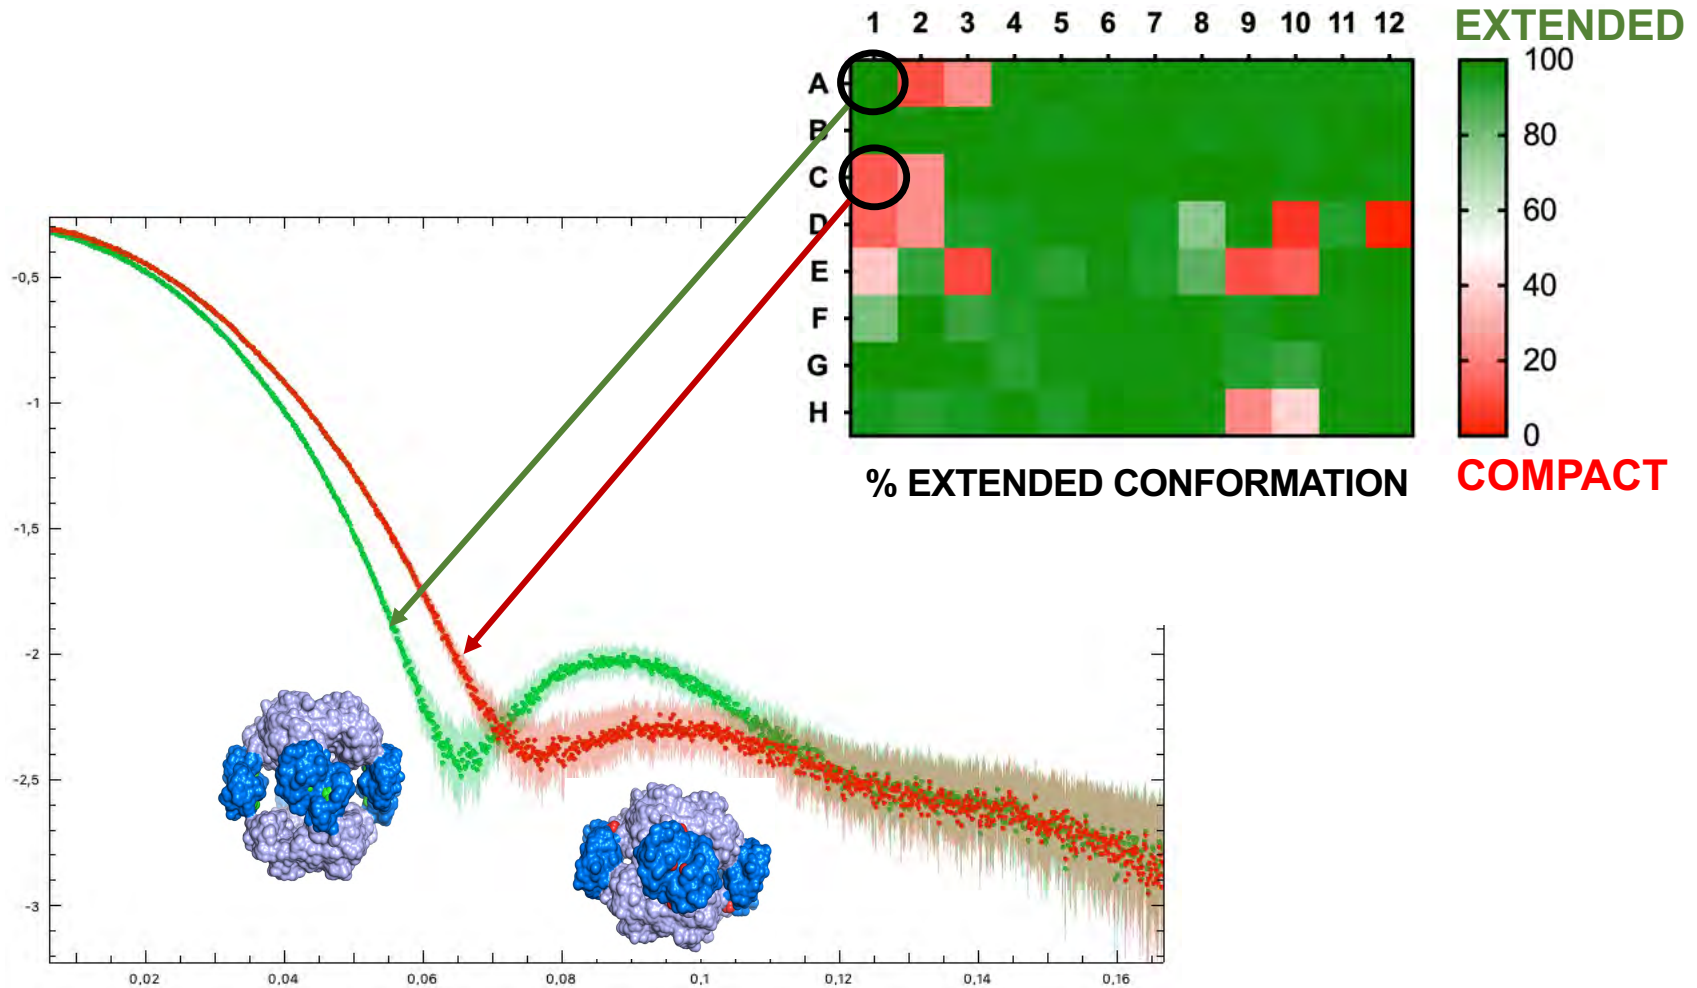 1 2 3 4 5 6 7 8 9 10 11 12
EXTENDED
A
B
C
D
E
F
G
H
100
80
60
40
20
0
% EXTENDED CONFORMATION
COMPACT
-0,5
-1
-1,5
-2
-2,5
-3
0,02 0,04 0,06 0,08 0,1 0,12 0,14 0,16